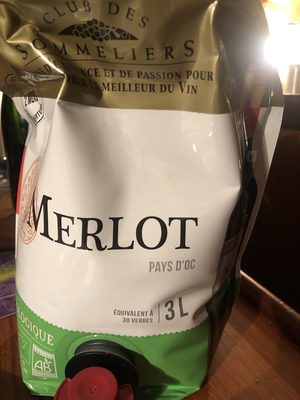 CLUB DES
SOMMELIERS
ET DE PASSION POUR
MEILLEUR DU VIN
MERLOT
PAYS D'OC
ÉQUIVALENT À
30 VERRES
3L
LOGIQUE
AB